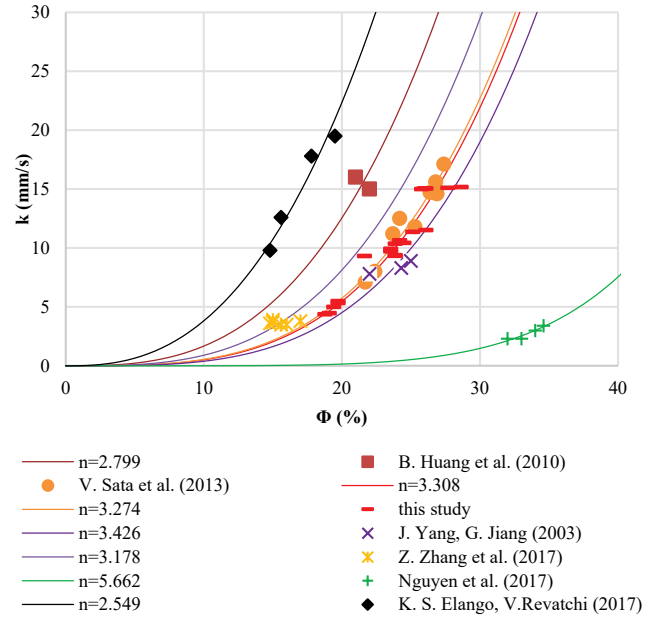 30
25
20
15
10
5
0
k (mm/s)
0 10 20 30 40
Φ (%)
n=2.799 B. Huang et al. (2010)
V. Sata et al. (2013) n=3.308
n=3.274 this study
n=3.426 J. Yang, G. Jiang (2003)
n=3.178 Z. Zhang et al. (2017)
n=5.662 Nguyen et al. (2017)
n=2.549 K. S. Elango, V.Revatchi (2017)